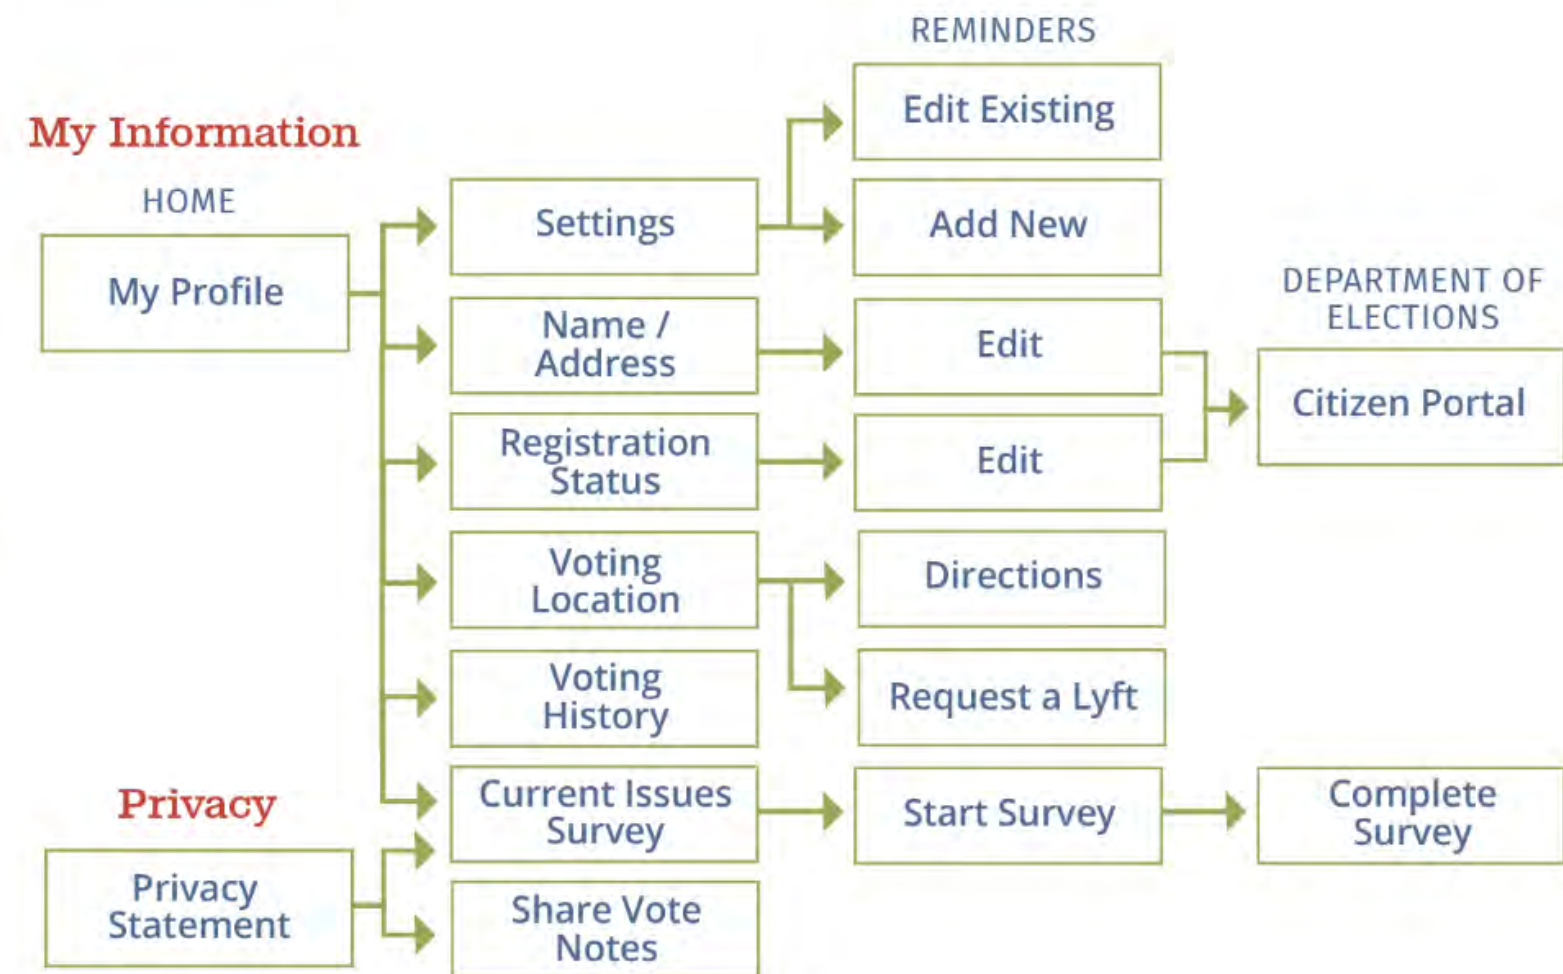 REMINDERS
Edit Existing
My Information
HOME
Settings
Add New
My Profile
DEPARTMENT OF
ELECTIONS
Name /
Address
Edit
Citizen Portal
Registration
Status
Edit
Voting
Location
Directions
Voting
History
Request a Lyft
Privacy
Current Issues
Survey
Start Survey
Complete
Survey
Privacy
Statement
Share Vote
Notes